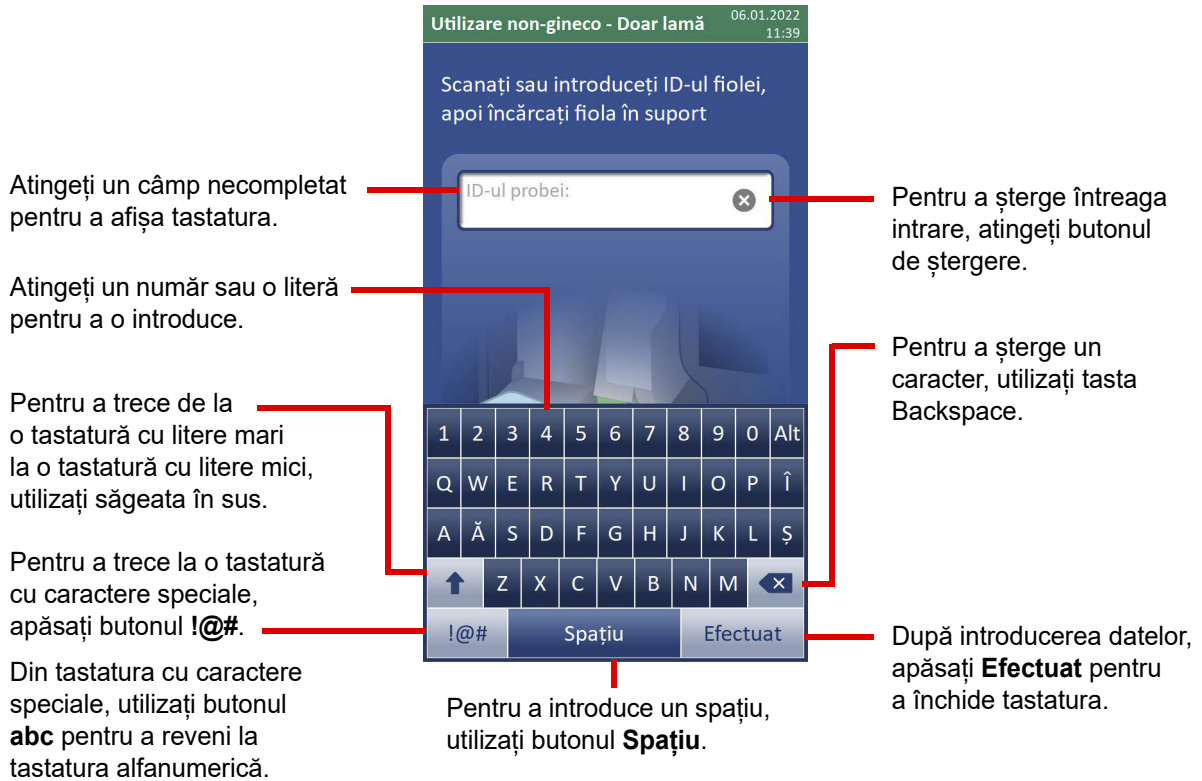 Utilizare non-gineco - Doar lamă
06.01.2022
11:39
Scanați sau introduceți ID-ul fiolei,
apoi încărcați fiola în suport
ID-ul probei:
Atingeți un câmp necompletat
pentru a afișa tastatura.
Pentru a șterge întreaga
intrare, atingeți butonul
de ștergere.
Atingeți un număr sau o literă
pentru a o introduce.
Pentru a șterge un
caracter, utilizați tasta
Backspace.
Pentru a trece de la
o tastatură cu litere mari
la o tastatură cu litere mici,
utilizați săgeata în sus.
1 2 3 4 5 6 7 8 9 0 Alt
Q W E R T Y U I O P Î
A Ă S D F G H J K L Ș
Z X C V B N M
!@# Spațiu Efectuat
Pentru a trece la o tastatură
cu caractere speciale,
apăsați butonul !@#.
Din tastatura cu caractere
speciale, utilizați butonul
abc pentru a reveni la
tastatura alfanumerică.
Pentru a introduce un spațiu,
utilizați butonul Spațiu.
După introducerea datelor,
apăsați Efectuat pentru
a închide tastatura.